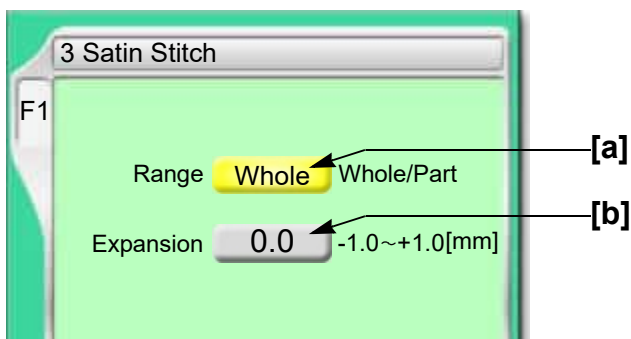 3 Satin Stitch
F1
Range Whole Whole/Part [a]
Expansion 0.0 -1.0~+1.0[mm] [b]